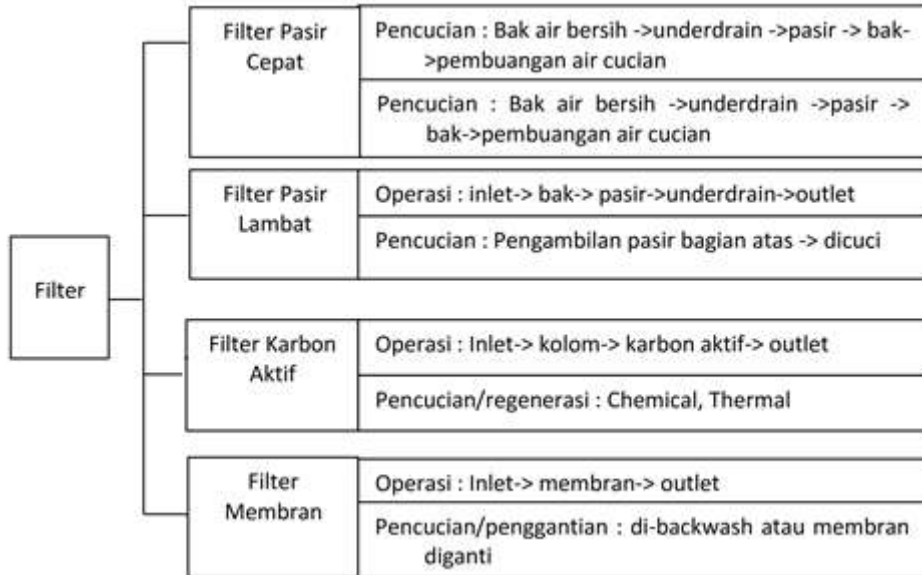 Filter
Filter Pasir
Cepat
Pencucian : Bak air bersih ->underdrain ->pasir -> bak-
>pembuangan air cucian
Pencucian : Bak air bersih ->underdrain ->pasir ->
bak->pembuangan air cucian
Filter Pasir
Lambat
Operasi : inlet-> bak-> pasir->underdrain->outlet
Pencucian : Pengambilan pasir bagian atas -> dicuci
Filter Karbon
Aktif
Operasi : Inlet-> kolom-> karbon aktif-> outlet
Pencucian/regenerasi : Chemical, Thermal
Filter
Membran
Operasi : Inlet-> membran-> outlet
Pencucian/penggantian : di-backwash atau membran
diganti